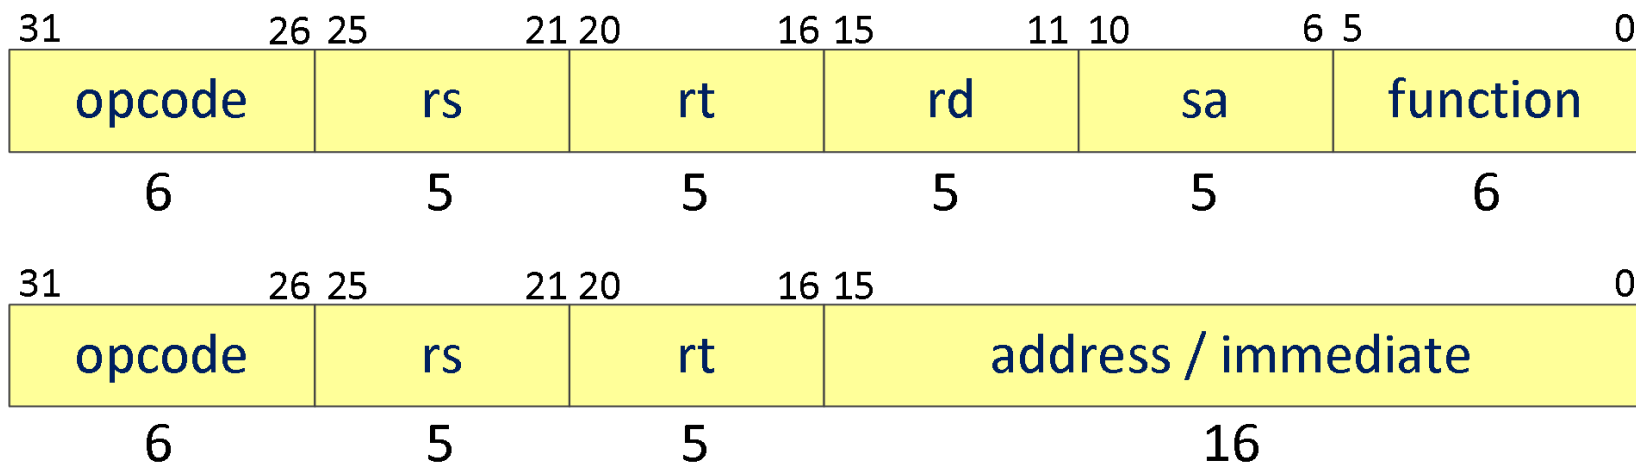 31 26 25 21 20 16 15 11 10 6 5 0
opcode rs rt rd sa function
6 5 5 5 5 6
31 26 25 21 20 16 15 0
opcode rs rt address / immediate
6 5 5 16